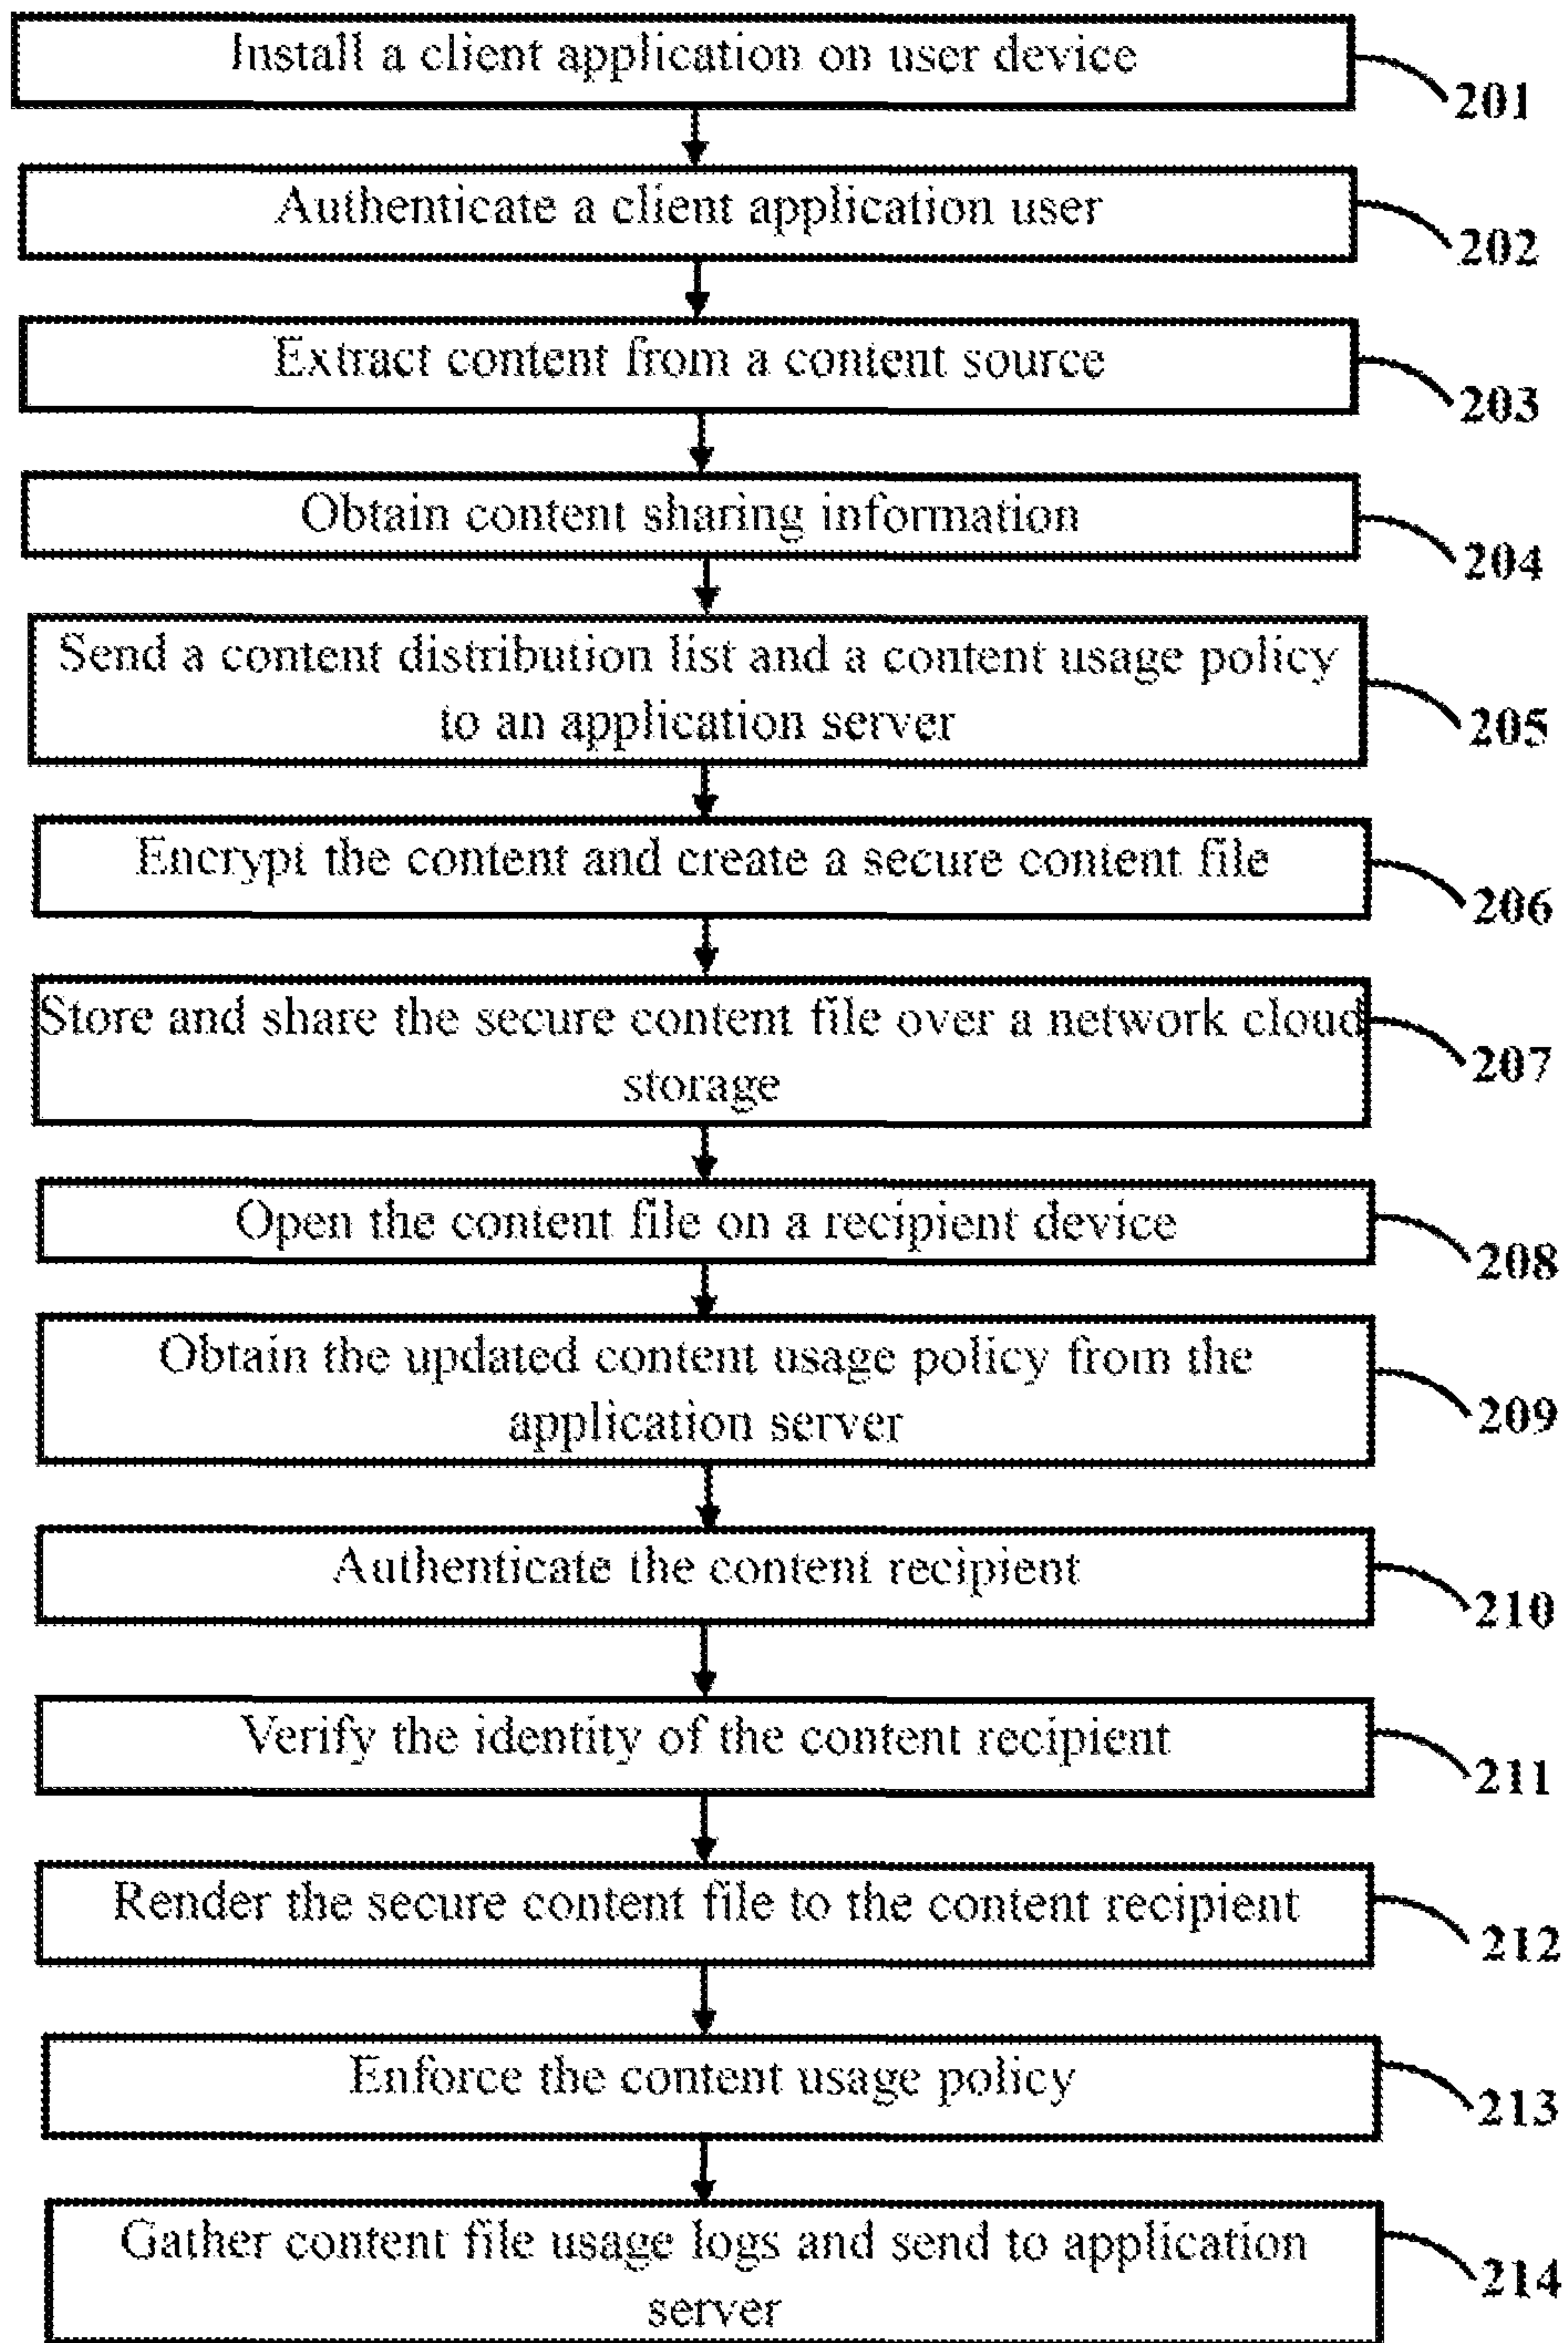 Install a client application on user device
201
Authenticate a client application user
202
Extract content from a content source
203
Obtain content sharing information
204
Send a content distribution list and a content usage policy
to an application server
205
Encrypt the content and create a secure content file
206
Store and share the secure content file over a network cloud
storage
207
Open the content file on a recipient device
208
Obtain the updated content usage policy from the
application server
209
Authenticate the content recipient
210
Verify the identity of the content recipient
211
Render the secure content file to the content recipient
212
Enforce the content usage policy
213
Gather content file usage logs and send to application
server
214